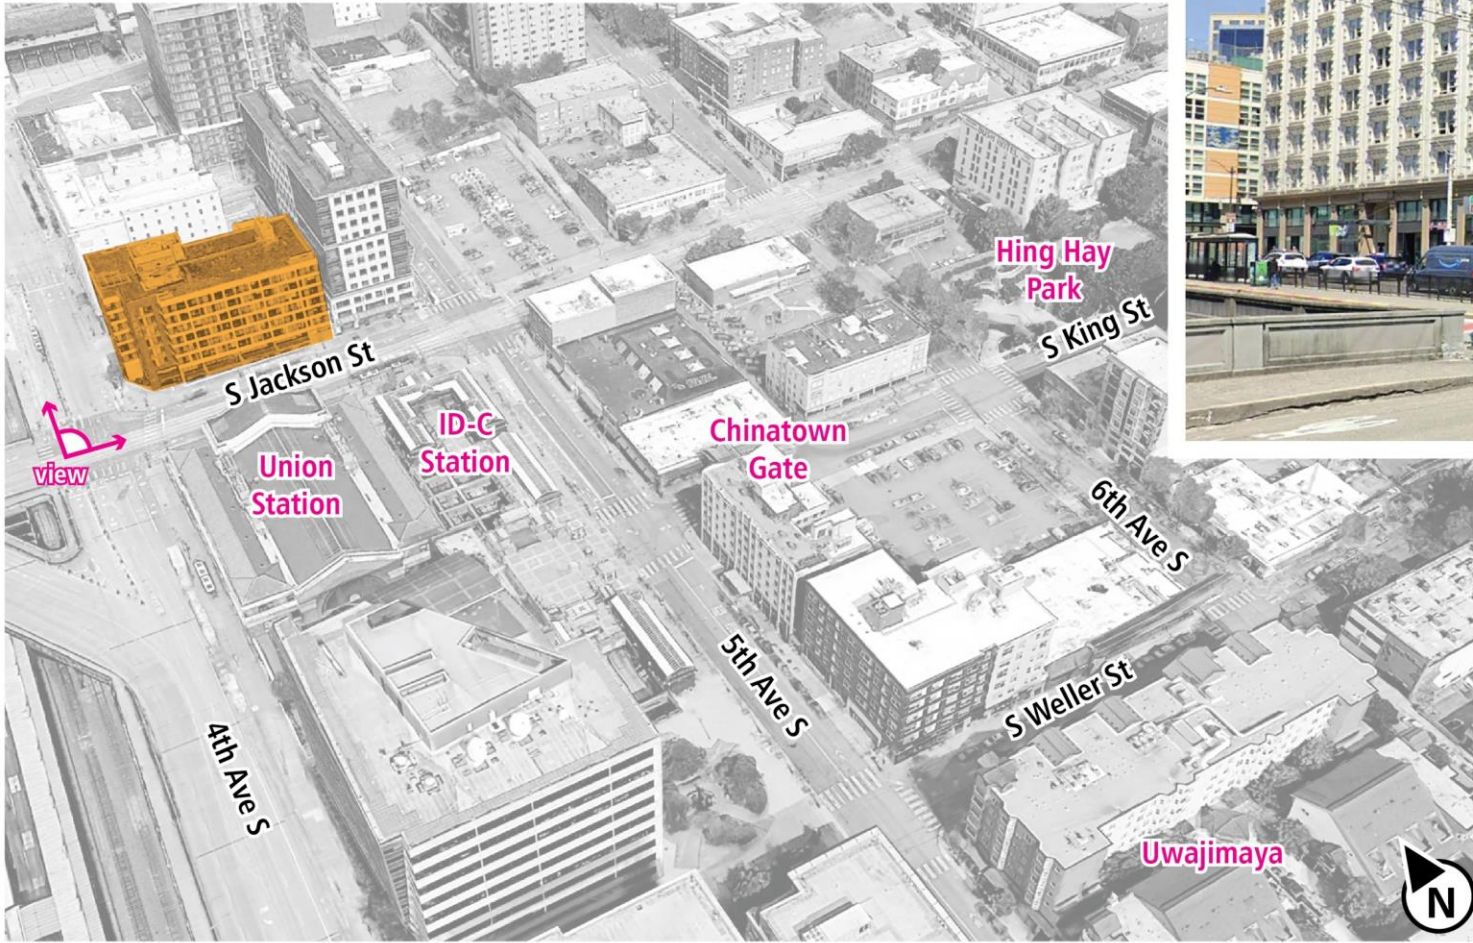 Hing Hay
Park
S King St
S Jackson St
ID-C
Station
Chinatown
Gate
view
Union
Station
6th Ave S
5th Ave S
S Weller St
4th Ave S
Uwajimaya
N